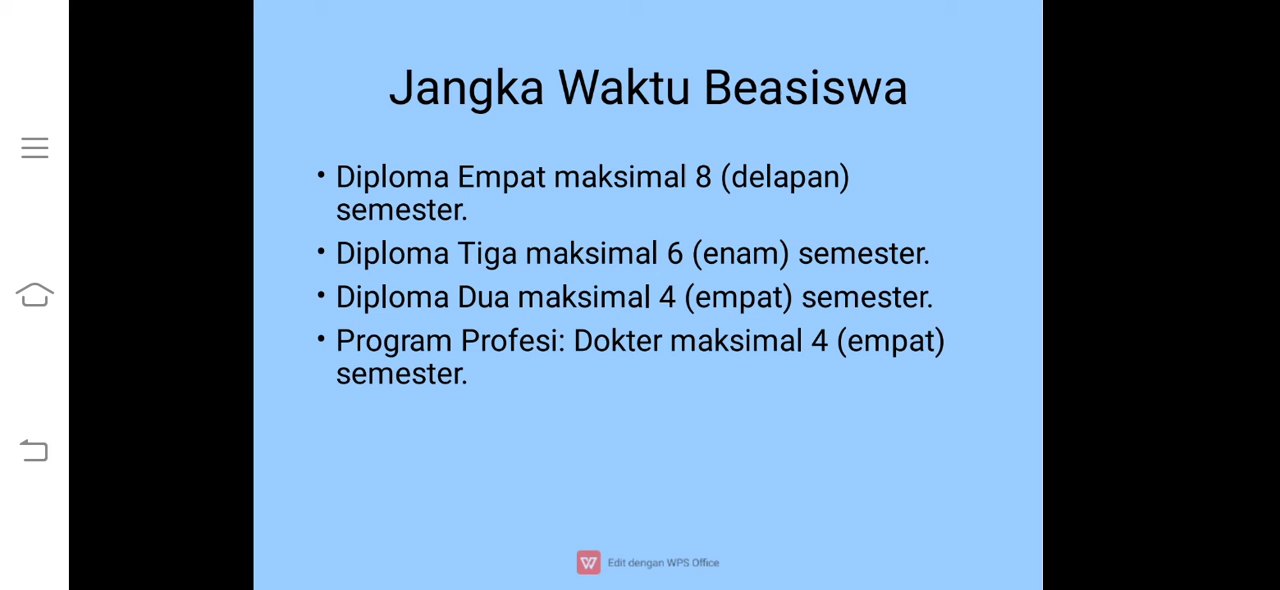 Jangka Waktu Beasiswa
• Diploma Empat maksimal 8 (delapan)
semester.
• Diploma Tiga maksimal 6 (enam) semester.
• Diploma Dua maksimal 4 (empat) semester.
• Program Profesi: Dokter maksimal 4 (empat)
semester.
Edit dengan WPS Office